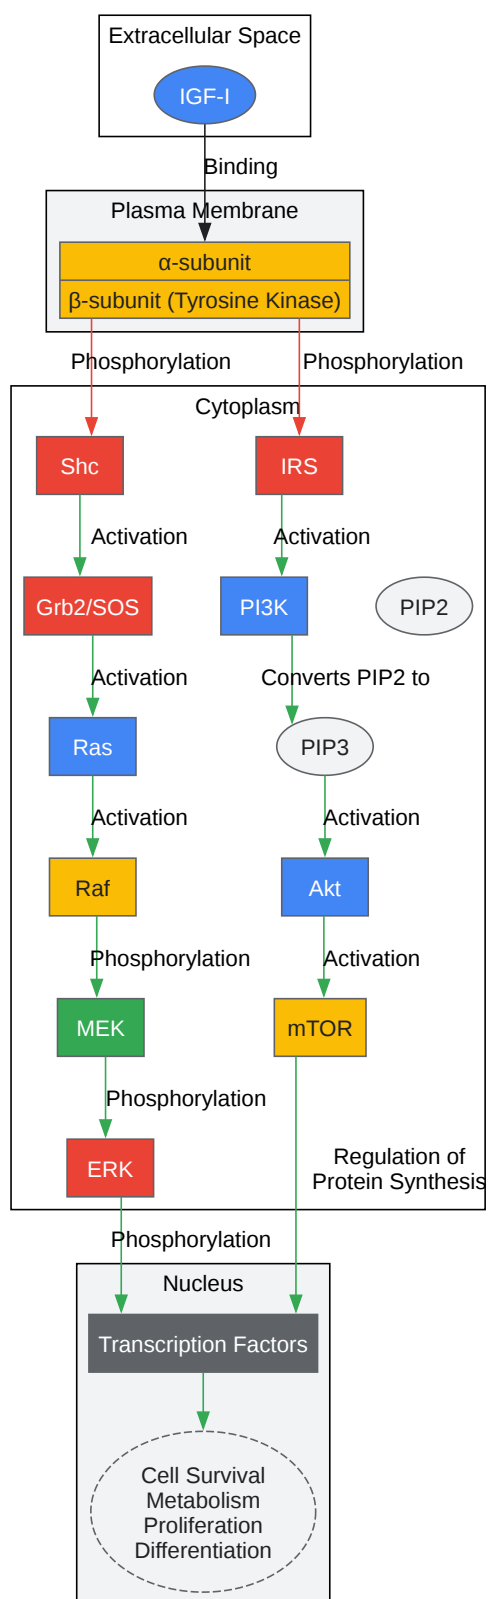 Extracellular Space
IGF-I
Binding
Plasma Membrane
α-subunit
β-subunit (Tyrosine Kinase)
Phosphorylation
Phosphorylation
Cytoplasm
Shc
IRS
Activation
Activation
Grb2/SOS
PI3K
PIP2
Activation
Converts PIP2 to
Ras
PIP3
Activation
Activation
Raf
Akt
Phosphorylation
Activation
MEK
mTOR
Phosphorylation
ERK
Regulation of
Protein Synthesis
Phosphorylation
Nucleus
Transcription Factors
Cell Survival
Metabolism
Proliferation
Differentiation